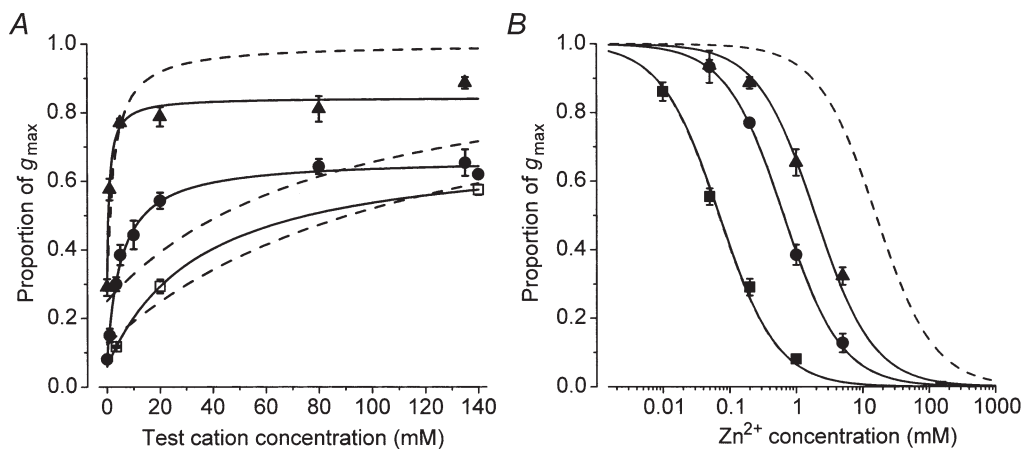 A
B
1.0
0.8
0.6
0.4
0.2
0.0
Proportion of gmax
0 20 40 60 80 100 120 140
Test cation concentration (mM)
1.0
0.8
0.6
0.4
0.2
0.0
Proportion of gmax
0.01 0.1 1 10 100 1000
Zn2+ concentration (mM)